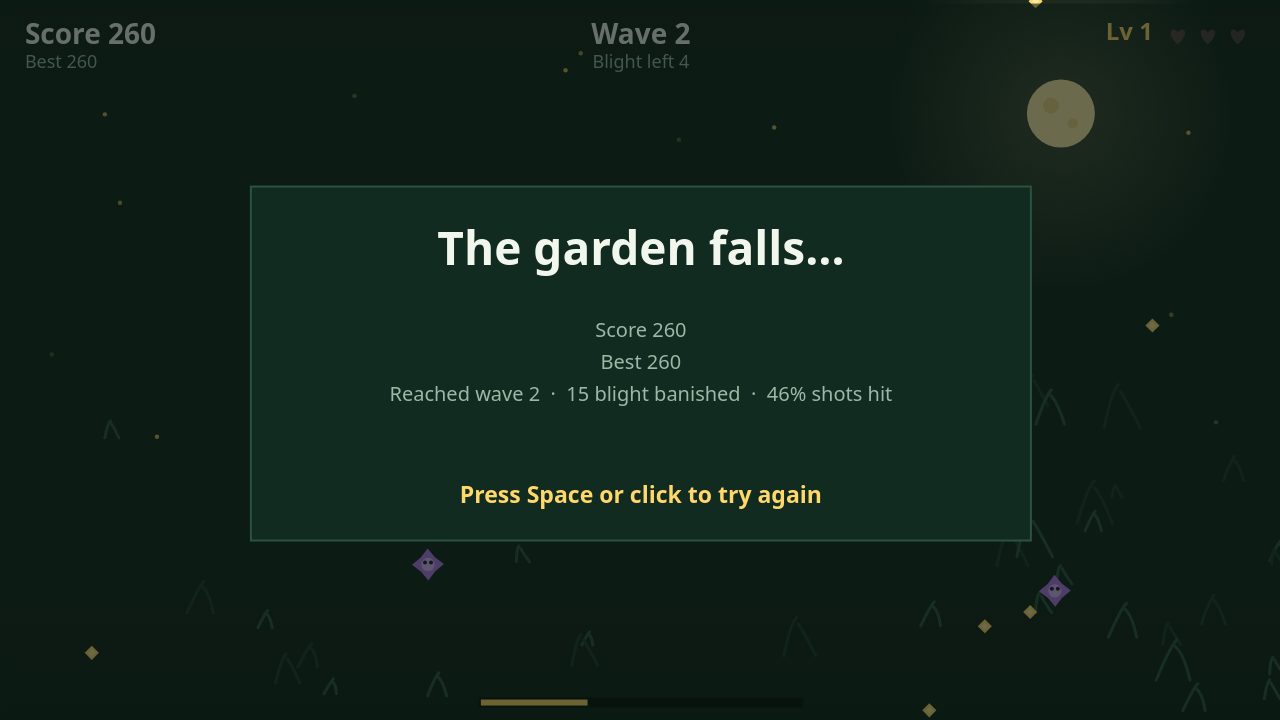 Score 260
Best 260
Wave 2
Blight left 4
Lv 1
The garden falls...
Score 260
Best 260
Reached wave 2 · 15 blight banished · 46% shots hit
Press Space or click to try again